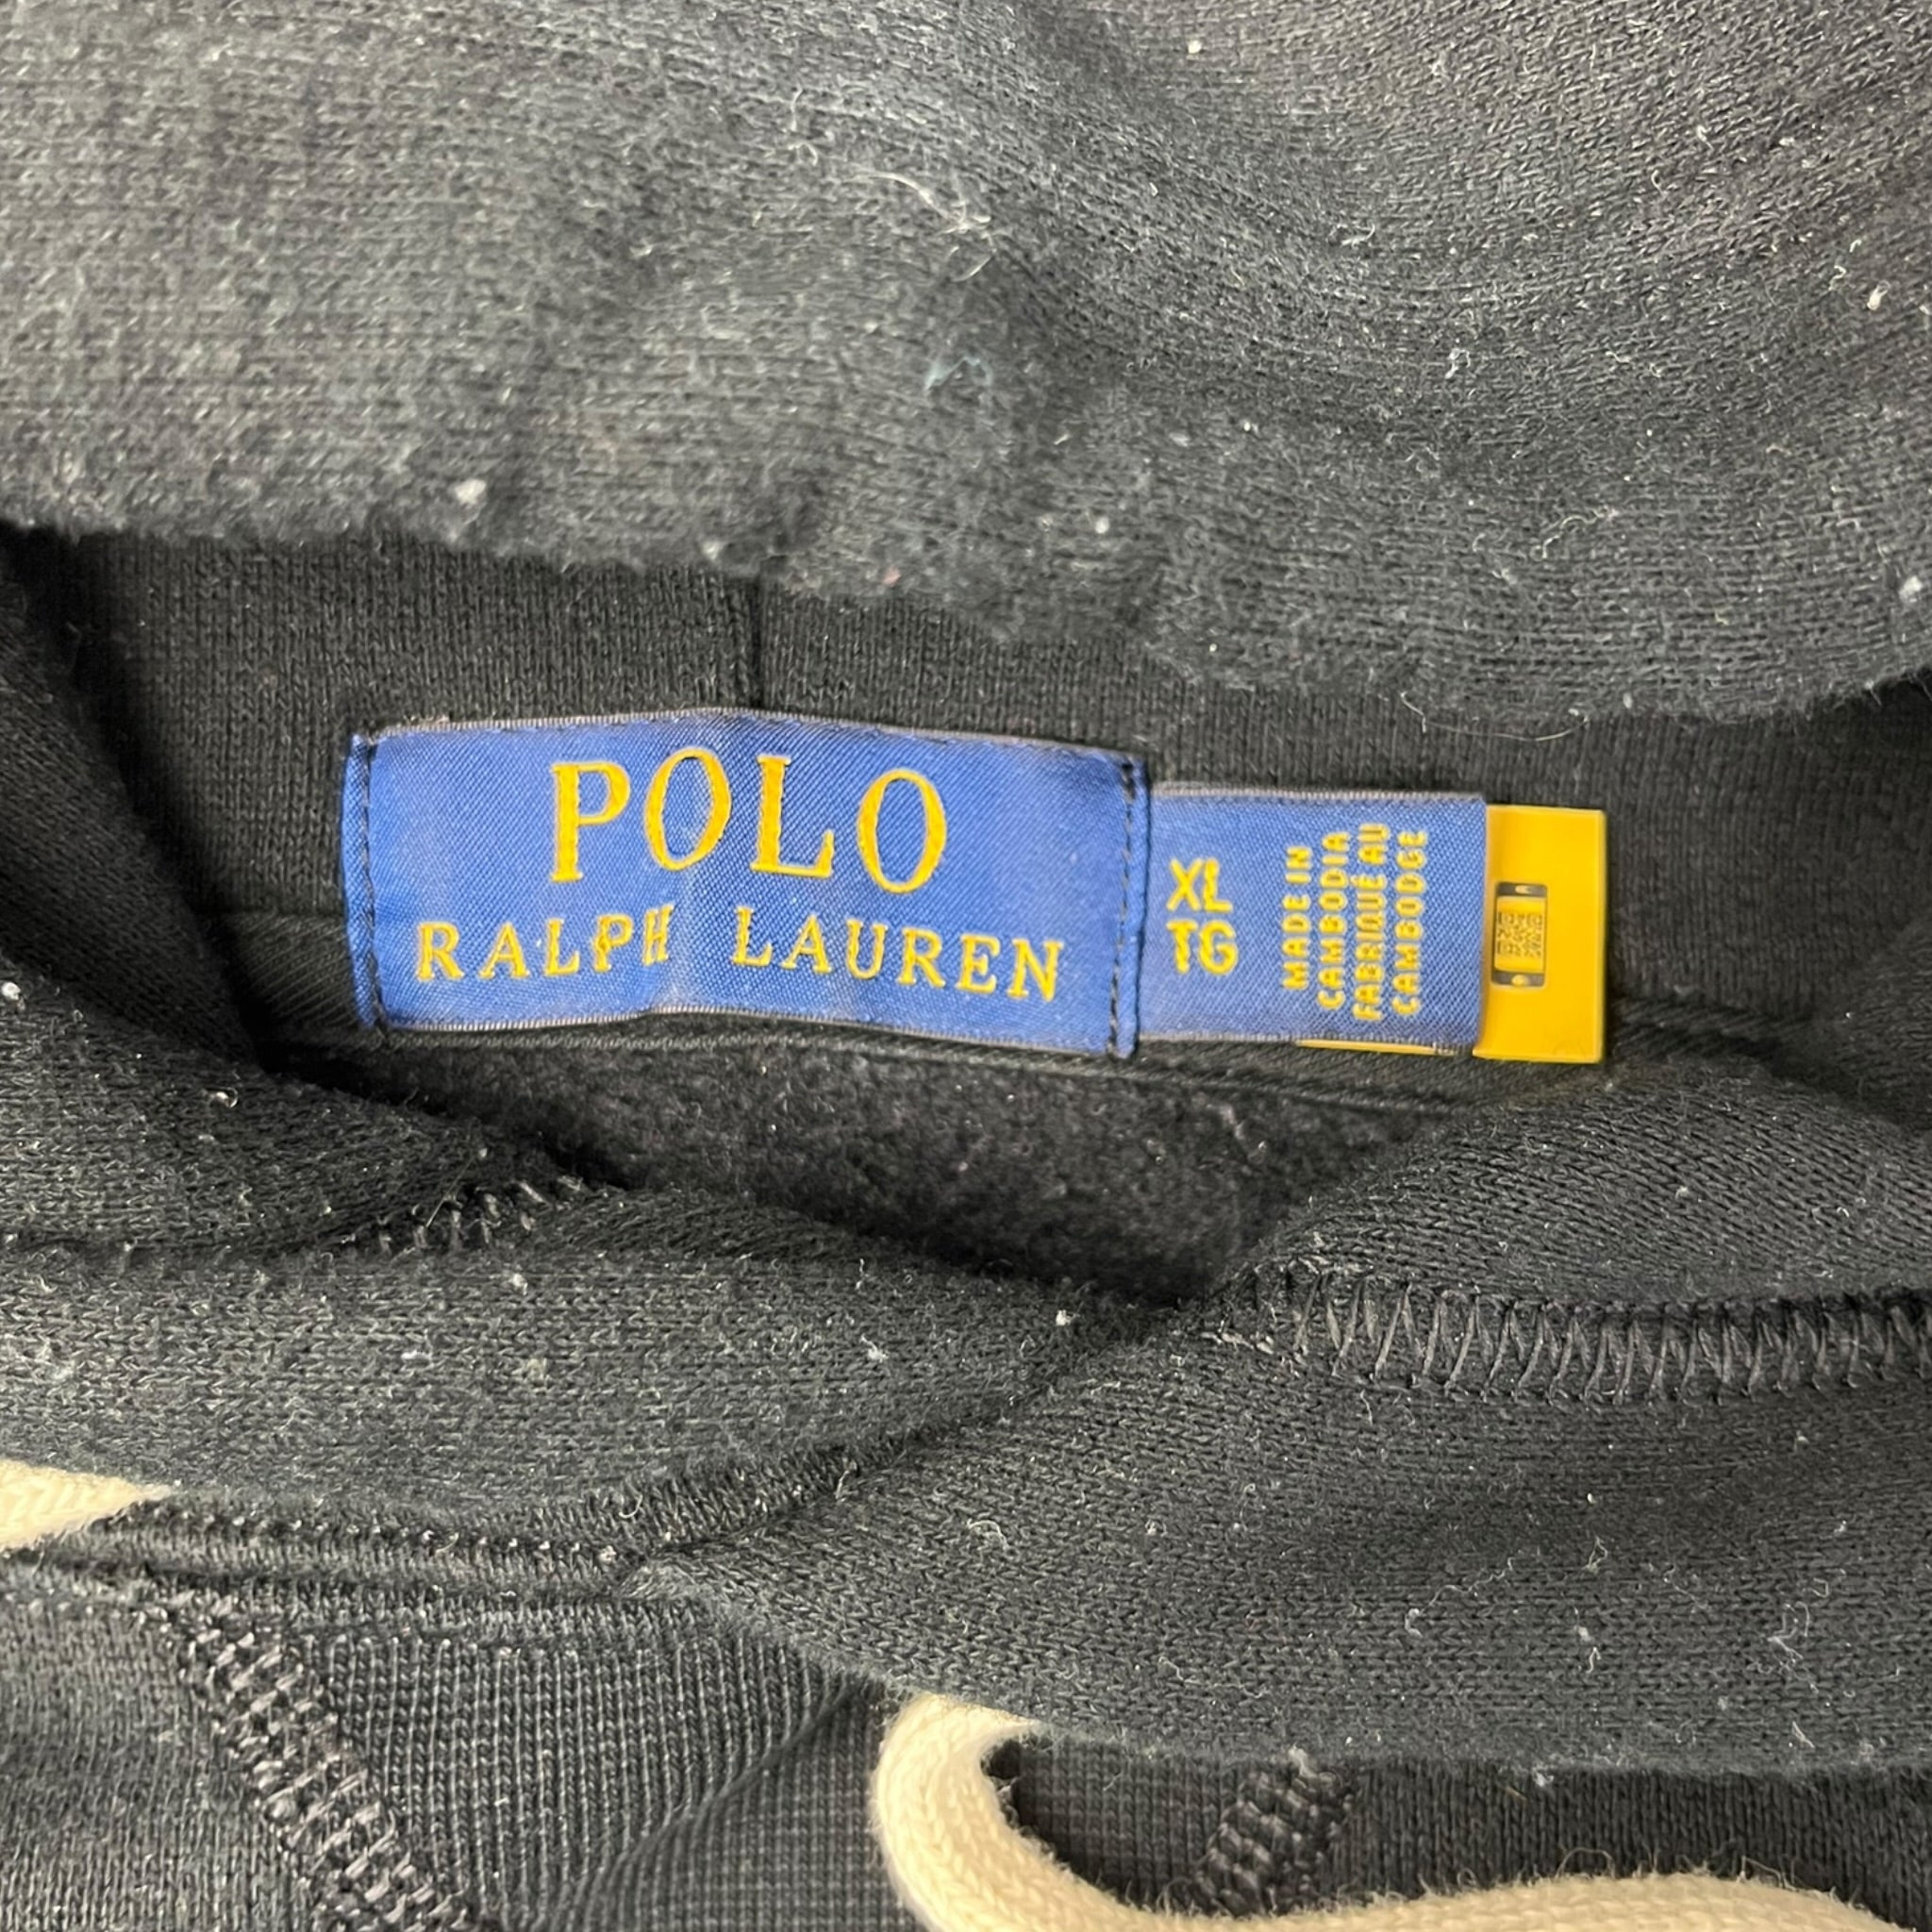 POLO
RALPH LAUREN
XL
TG
MADE IN
CAMBODIA
FABRIQUÉ AU
CAMBODGE